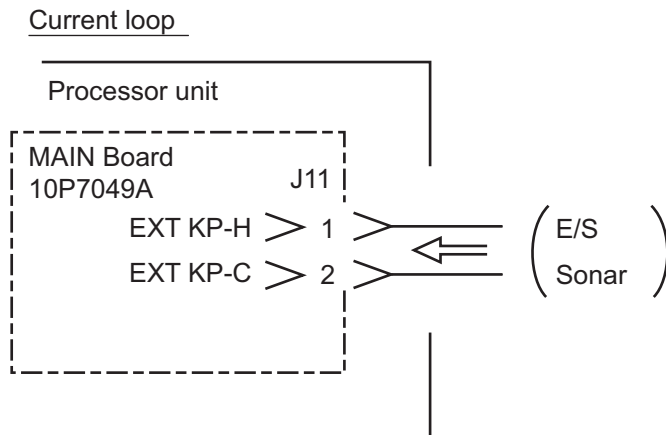 Current loop
Processor unit
MAIN Board
10P7049A
J11
EXT KP-H 1
E/S
EXT KP-C 2
Sonar